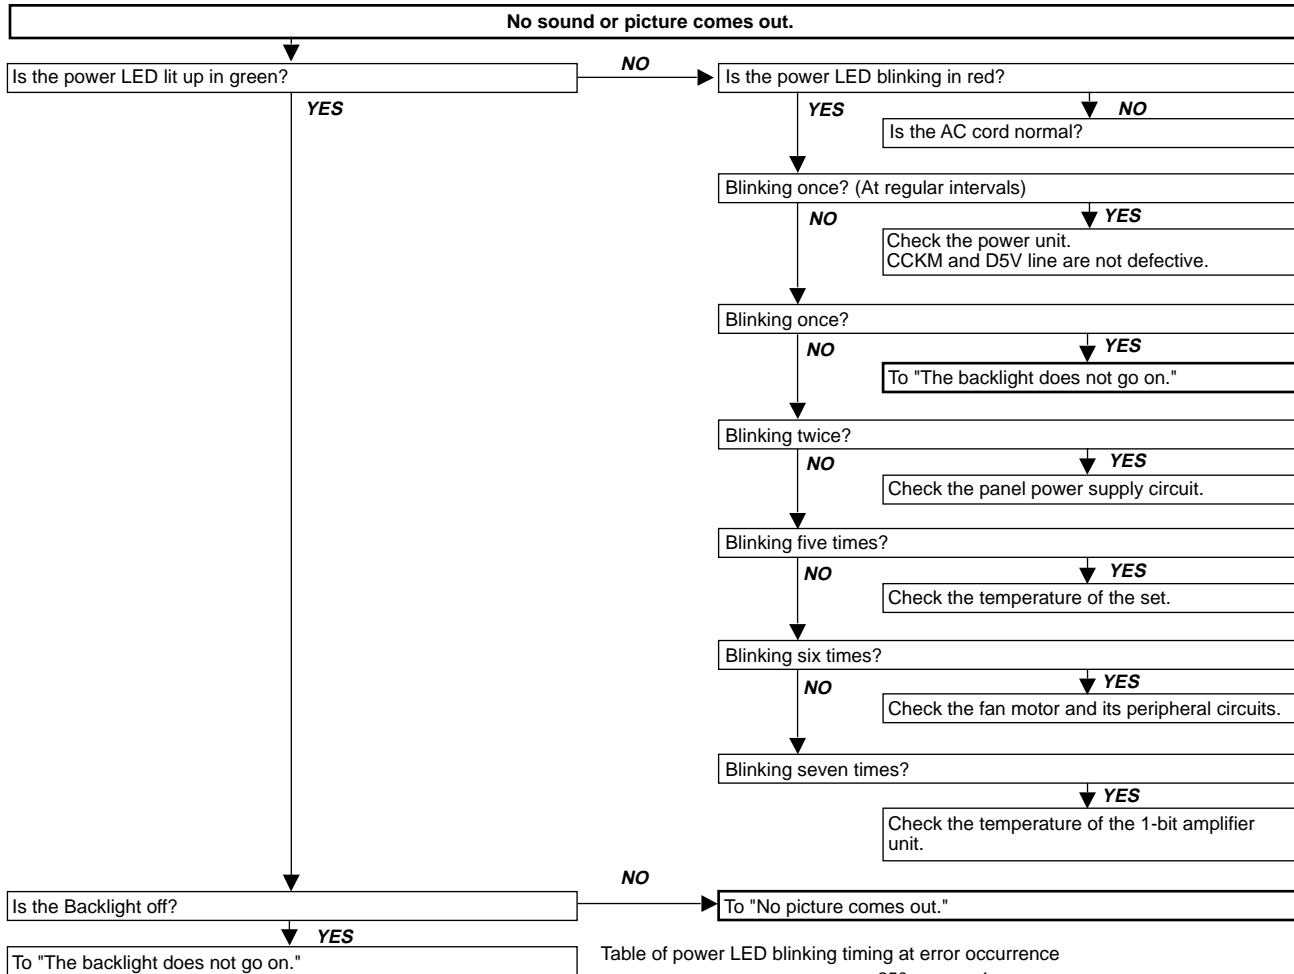 No sound or picture comes out.
Is the power LED lit up in green?
NO
Is the power LED blinking in red?
YES
YES
NO
Is the AC cord normal?
Blinking once? (At regular intervals)
NO
YES
Check the power unit.
CCKM and D5V line are not defective.
Blinking once?
NO
YES
To "The backlight does not go on."
Blinking twice?
NO
YES
Check the panel power supply circuit.
Blinking five times?
NO
YES
Check the temperature of the set.
Blinking six times?
NO
YES
Check the fan motor and its peripheral circuits.
Blinking seven times?
YES
Check the temperature of the 1-bit amplifier
unit.
Is the Backlight off?
NO
To "No picture comes out."
YES
To "The backlight does not go on."
Table of power LED blinking timing at error occurrence